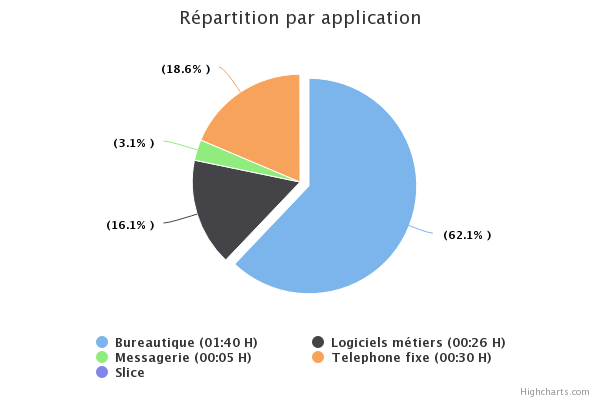 Répartition par application
(18.6% )
(3.1% )
(16.1% )
(62.1% )
Bureautique (01:40 H)
Logiciels métiers (00:26 H)
Messagerie (00:05 H)
Telephone fixe (00:30 H)
Slice
Highcharts.com